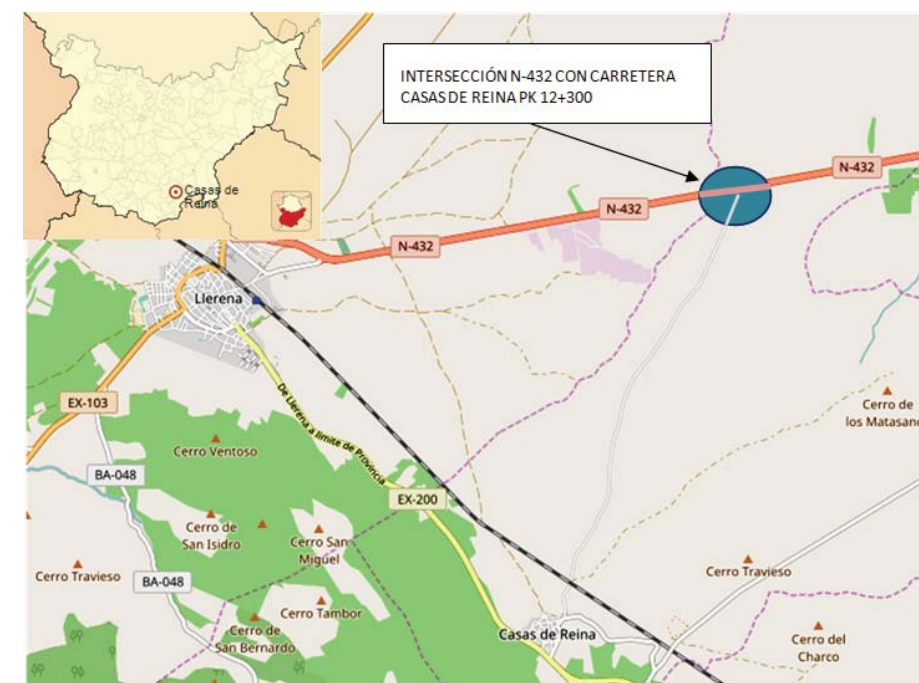 INTERSECCIÓN N-432 CON CARRETERA
CASAS DE REINA PK 12+300
Casas de
Reina
N-432
N-432
N-432
Llerena
De Llerena a limite de Provincia
EX-103
Cerro de
los Matasano
Cerro Ventoso
BA-048
EX-200
Cerro de
San Isidro
Cerro San
Miguel
Cerro Travieso
BA-048
Cerro Travieso
Cerro Tambor
Cerro de
San Bernardo
Casas de Reina
Cerro del
Charco